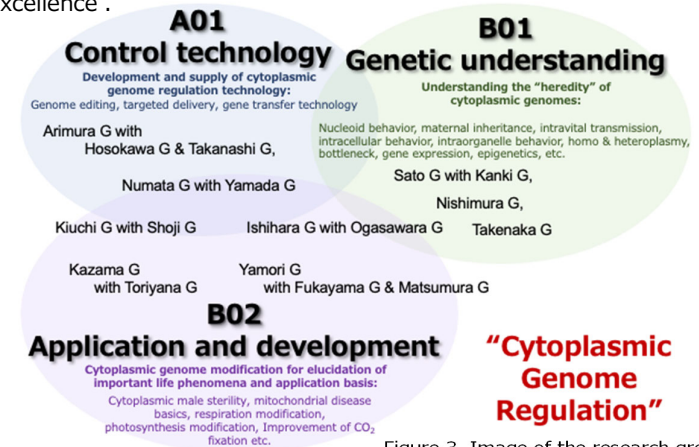 xcellence .
A01
Control technology
Development and supply of cytoplasmic
genome regulation technology:
Genome editing, targeted delivery, gene transfer technology
B01
Genetic understanding
Understanding the “heredity” of
cytoplasmic genomes:
Nucleoid behavior, maternal inheritance, intravital transmission,
intracellular behavior, intraorganelle behavior, homo & heteroplasmy,
bottleneck, gene expression, epigenetics, etc.
Arimura G with
Hosokawa G & Takanashi G,
Numata G with Yamada G
Sato G with Kanki G,
Nishimura G,
Takenaka G
Kiuchi G with Shoji G
Ishihara G with Ogasawara G
Kazama G
with Toriyana G
Yamori G
with Fukayama G & Matsumura G
B02
Application and development
Cytoplasmic genome modification for elucidation of
important life phenomena and application basis:
Cytoplasmic male sterility, mitochondrial disease
basics, respiration modification,
photosynthesis modification, Improvement of CO₂
fixation etc.
“Cytoplasmic
Genome
Regulation”
Figure 3. Image of the research gr